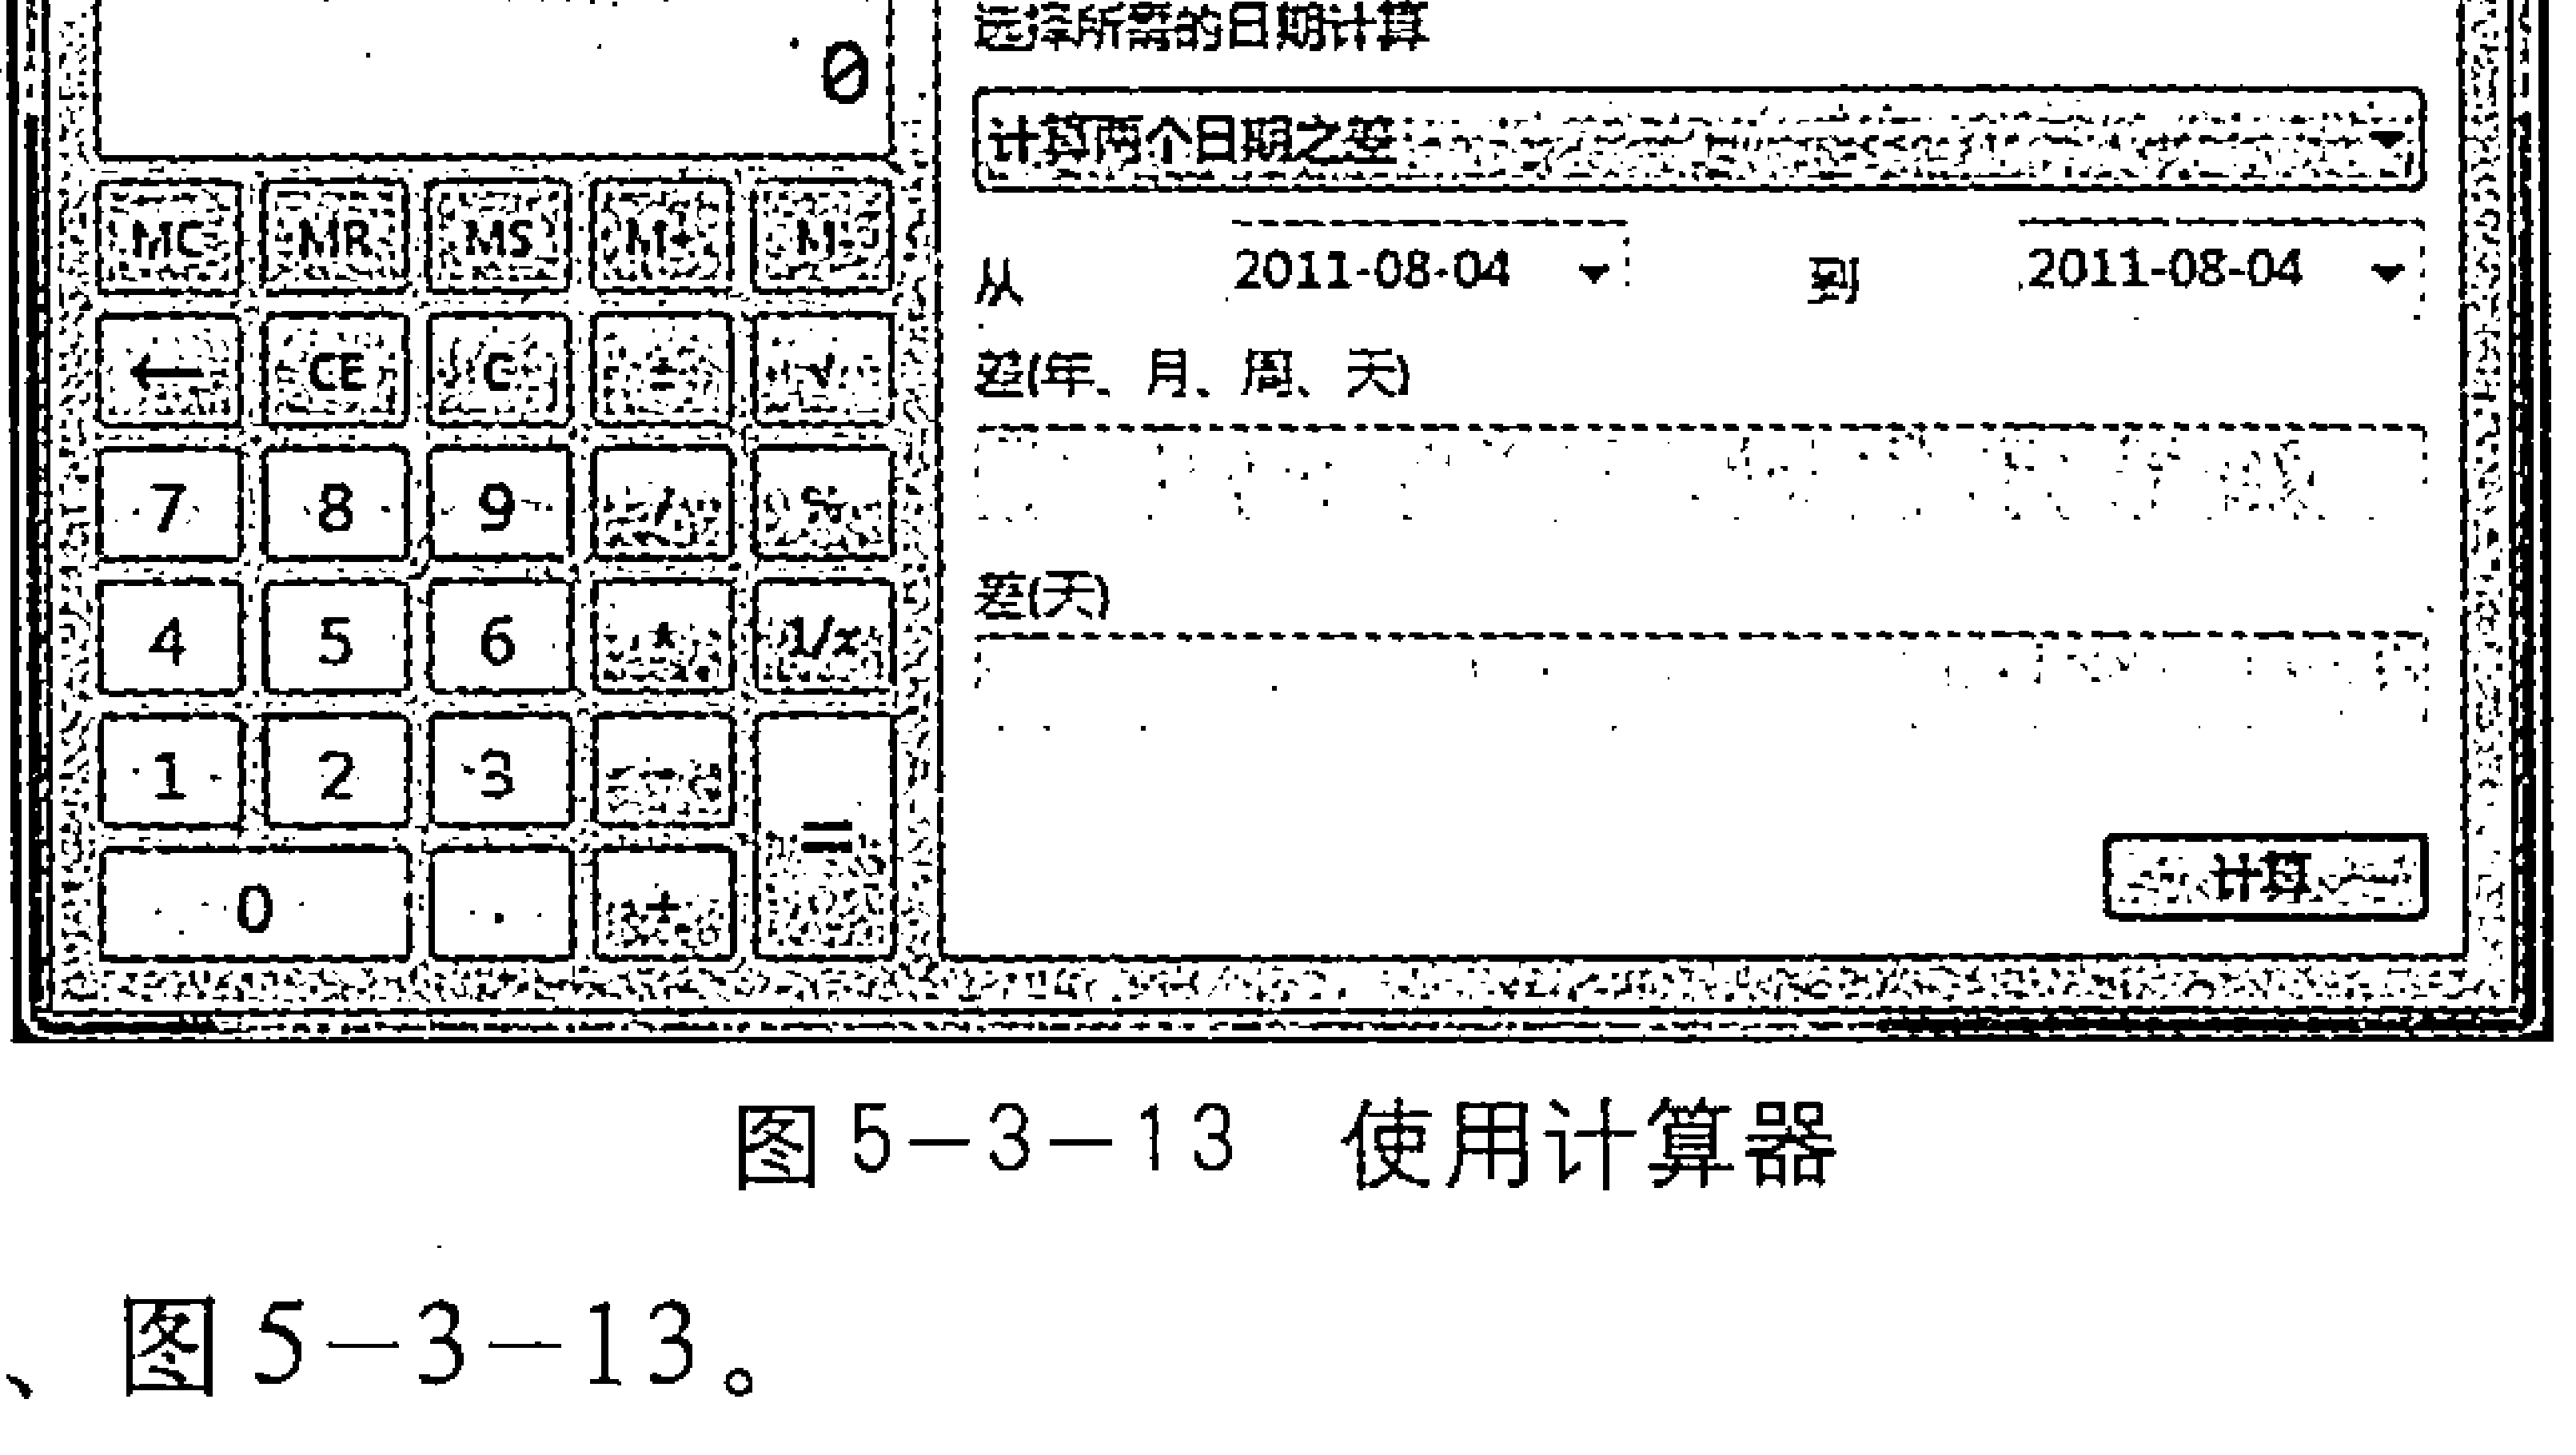 0
选择所需的日期计算
计算两个日期之差
MC MR MS M+ M-
从 2011-08-04 到 2011-08-04
← CE C ± √
差(年、月、周、天)
7 8 9 / %
差(天)
4 5 6 * 1/x
1 2 3 - =
计算
0 . +
图 5-3-13 使用计算器
、图 5-3-13。